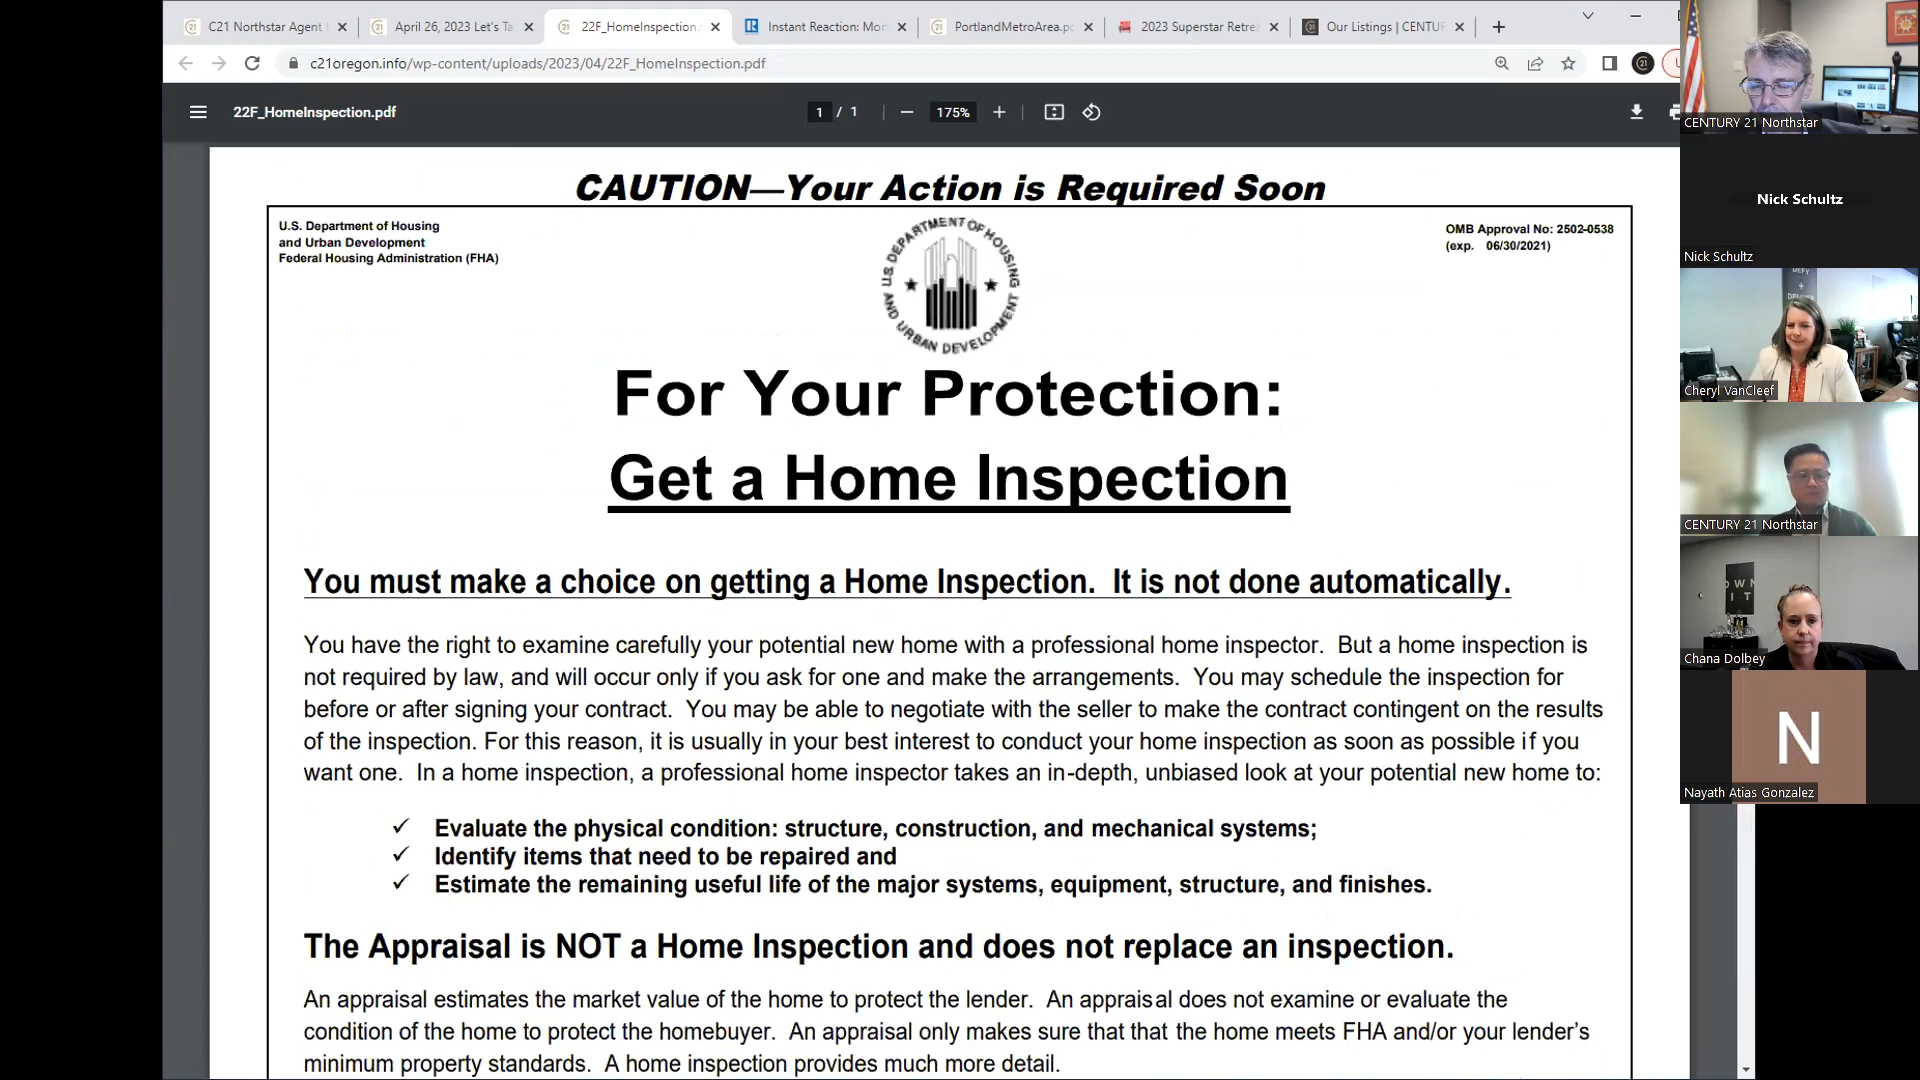 C21 Northstar Agent
April 26, 2023 Let's Ta
22F_HomeInspection.
Instant Reaction: Mor
PortlandMetroArea.pd
2023 Superstar Retrea
Our Listings | CENTUR
c21oregon.info/wp-content/uploads/2023/04/22F_HomeInspection.pdf
22F_HomeInspection.pdf
1 / 1
175%
CAUTION—Your Action is Required Soon
U.S. Department of Housing
and Urban Development
Federal Housing Administration (FHA)
U.S. DEPARTMENT OF HOUSING
AND URBAN DEVELOPMENT
OMB Approval No: 2502-0538
(exp. 06/30/2021)
For Your Protection:
Get a Home Inspection
You must make a choice on getting a Home Inspection. It is not done automatically.
You have the right to examine carefully your potential new home with a professional home inspector. But a home inspection is
not required by law, and will occur only if you ask for one and make the arrangements. You may schedule the inspection for
before or after signing your contract. You may be able to negotiate with the seller to make the contract contingent on the results
of the inspection. For this reason, it is usually in your best interest to conduct your home inspection as soon as possible if you
want one. In a home inspection, a professional home inspector takes an in-depth, unbiased look at your potential new home to:
✓ Evaluate the physical condition: structure, construction, and mechanical systems;
✓ Identify items that need to be repaired and
✓ Estimate the remaining useful life of the major systems, equipment, structure, and finishes.
The Appraisal is NOT a Home Inspection and does not replace an inspection.
An appraisal estimates the market value of the home to protect the lender. An appraisal does not examine or evaluate the
condition of the home to protect the homebuyer. An appraisal only makes sure that that the home meets FHA and/or your lender's
minimum property standards. A home inspection provides much more detail.
CENTURY 21 Northstar
Nick Schultz
Nick Schultz
Cheryl VanCleef
CENTURY 21 Northstar
Chana Dolbey
N
Nayath Atias Gonzalez